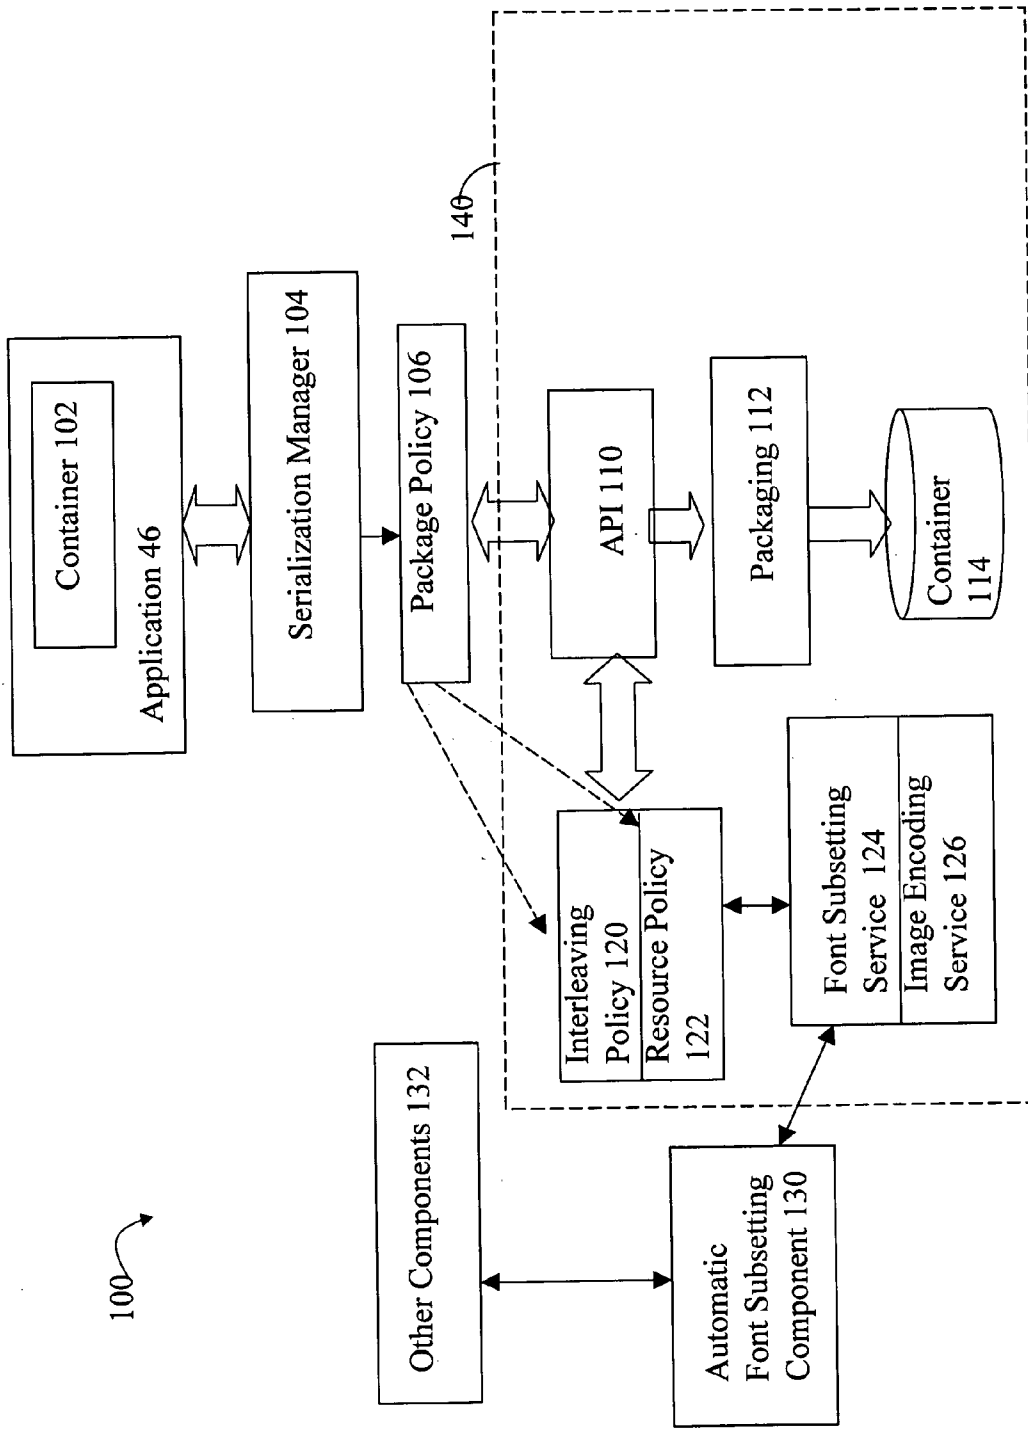 100
Container 102
Application 46
Serialization Manager 104
Package Policy 106
140
Other Components 132
Interleaving
Policy 120
Resource Policy
122
API 110
Automatic
Font Subsetting
Component 130
Font Subsetting
Service 124
Image Encoding
Service 126
Packaging 112
Container
114